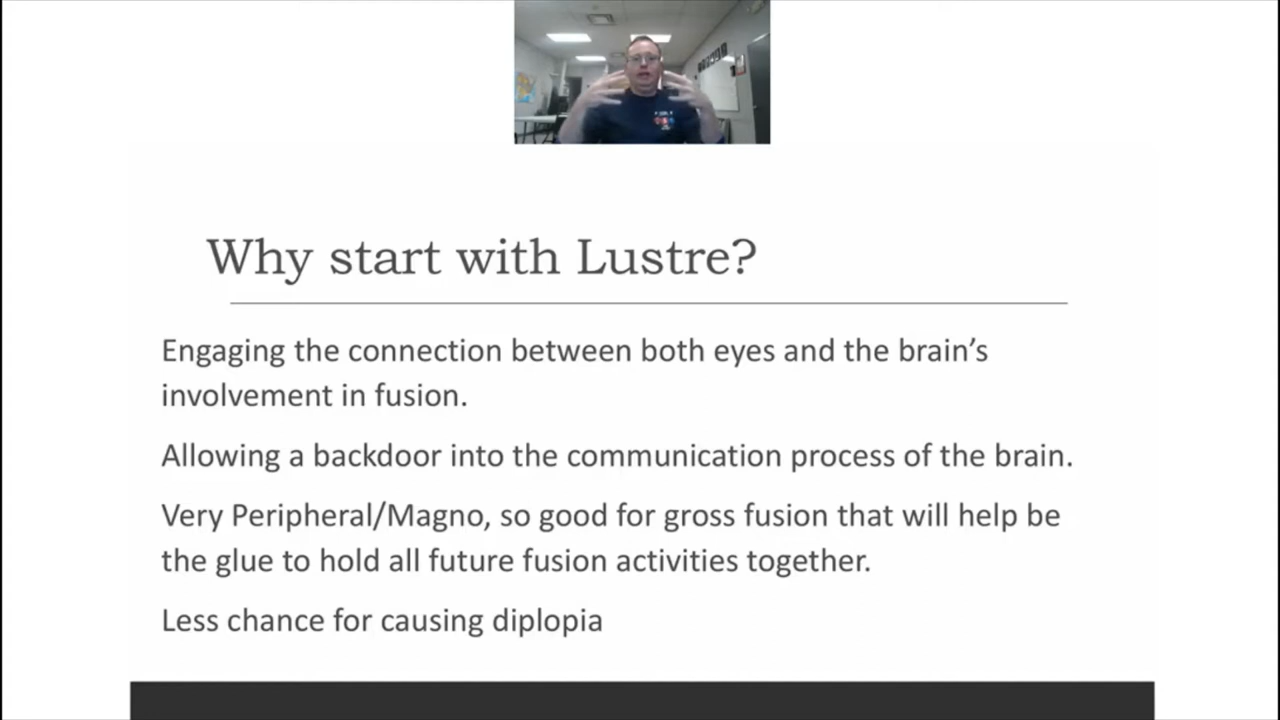 Why start with Lustre?
Engaging the connection between both eyes and the brain’s
involvement in fusion.
Allowing a backdoor into the communication process of the brain.
Very Peripheral/Magno, so good for gross fusion that will help be
the glue to hold all future fusion activities together.
Less chance for causing diplopia